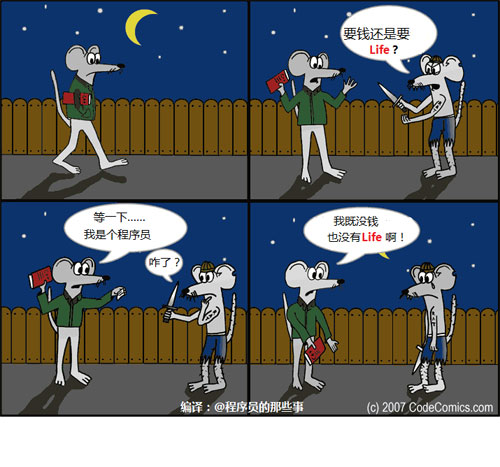 要钱还是要
Life ?
等一下……
我是个程序员
咋了？
我既没钱
也没有Life 啊！
编译：@程序员的那些事
(c) 2007 CodeComics.com